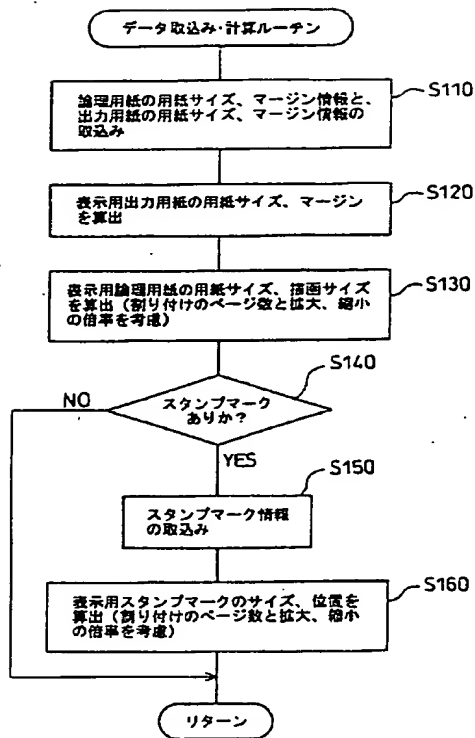 データ取込み・計算ルーチン
論理用紙の用紙サイズ、マージン情報と、
出力用紙の用紙サイズ、マージン情報の
取込み
S110
表示用出力用紙の用紙サイズ、マージン
を算出
S120
表示用論理用紙の用紙サイズ、描画サイズ
を算出（割り付けのページ数と拡大、縮小
の倍率を考慮）
S130
スタンプマーク
ありか？
S140
NO
YES
スタンプマーク情報
の取込み
S150
表示用スタンプマークのサイズ、位置を
算出（割り付けのページ数と拡大、縮小
の倍率を考慮）
S160
リターン